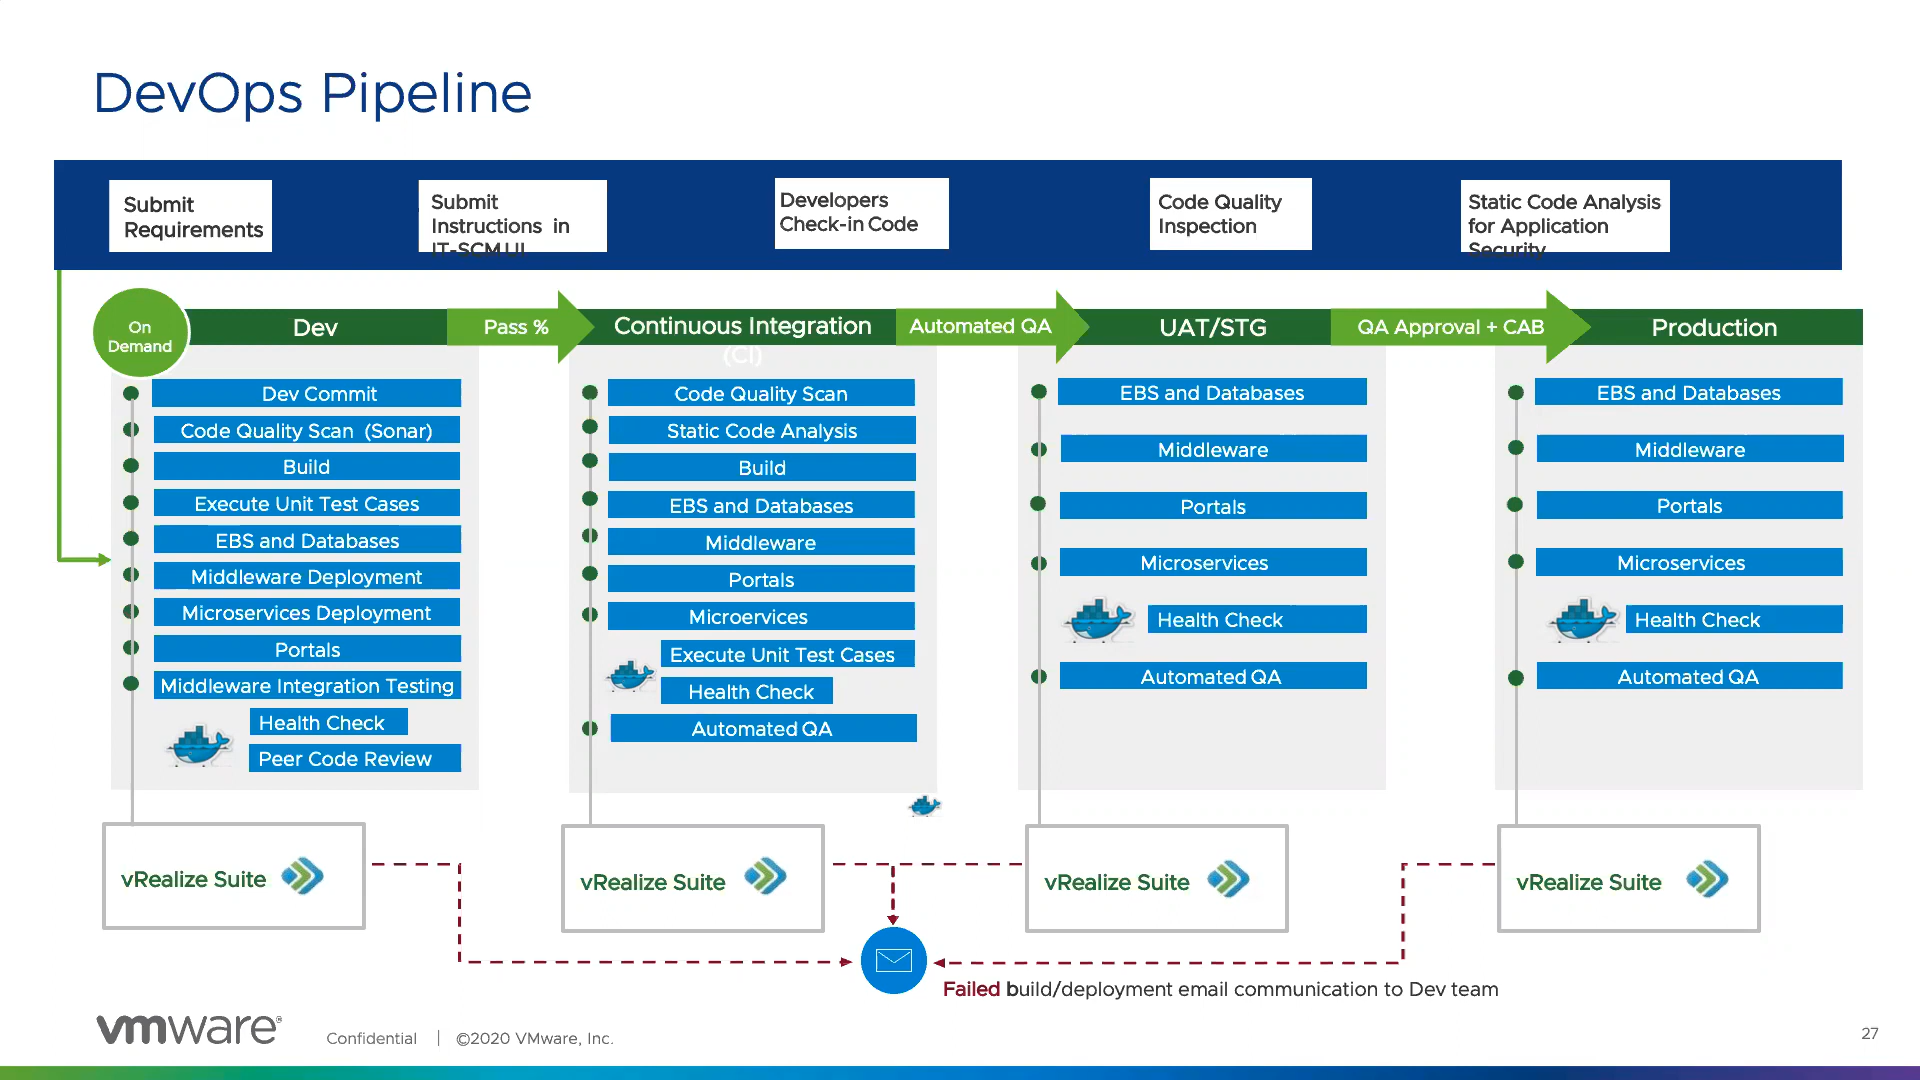 DevOps Pipeline
Submit
Requirements
Submit
Instructions in
IT-SCM UI
Developers
Check-in Code
Code Quality
Inspection
Static Code Analysis
for Application
Security
On
Demand
Dev
Pass %
Continuous Integration
(CI)
Automated QA
UAT/STG
QA Approval + CAB
Production
Dev Commit
Code Quality Scan (Sonar)
Build
Execute Unit Test Cases
EBS and Databases
Middleware Deployment
Microservices Deployment
Portals
Middleware Integration Testing
Health Check
Peer Code Review
Code Quality Scan
Static Code Analysis
Build
EBS and Databases
Middleware
Portals
Microervices
Execute Unit Test Cases
Health Check
Automated QA
EBS and Databases
Middleware
Portals
Microservices
Health Check
Automated QA
EBS and Databases
Middleware
Portals
Microservices
Health Check
Automated QA
vRealize Suite
vRealize Suite
vRealize Suite
vRealize Suite
Failed build/deployment email communication to Dev team
vmware®
Confidential | ©2020 VMware, Inc.
27